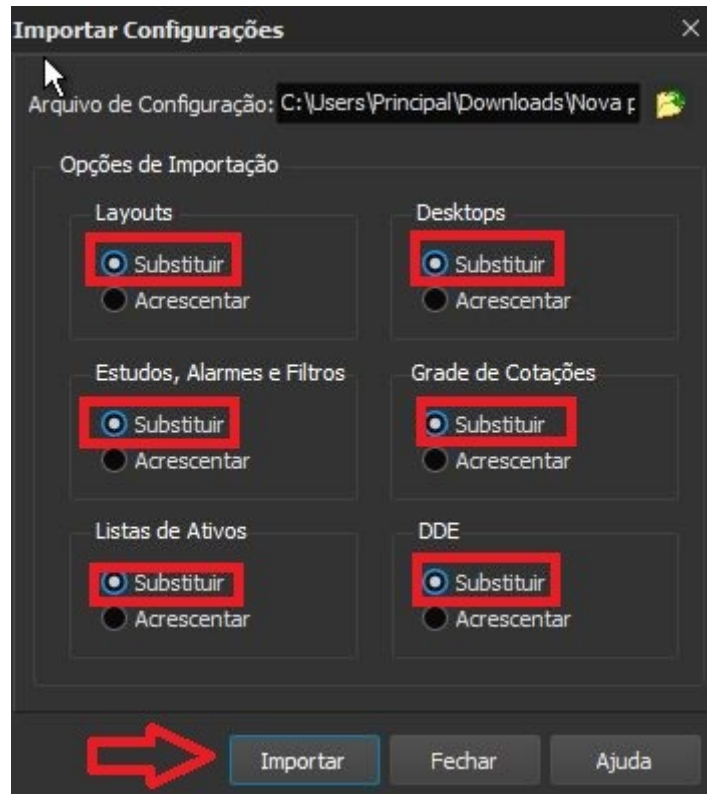 Importar Configurações
Arquivo de Configuração: C:\Users\Principal\Downloads\Nova p
Opções de Importação
Layouts
Substituir
Acrescentar
Desktops
Substituir
Acrescentar
Estudos, Alarmes e Filtros
Substituir
Acrescentar
Grade de Cotações
Substituir
Acrescentar
Listas de Ativos
Substituir
Acrescentar
DDE
Substituir
Acrescentar
Importar
Fechar
Ajuda